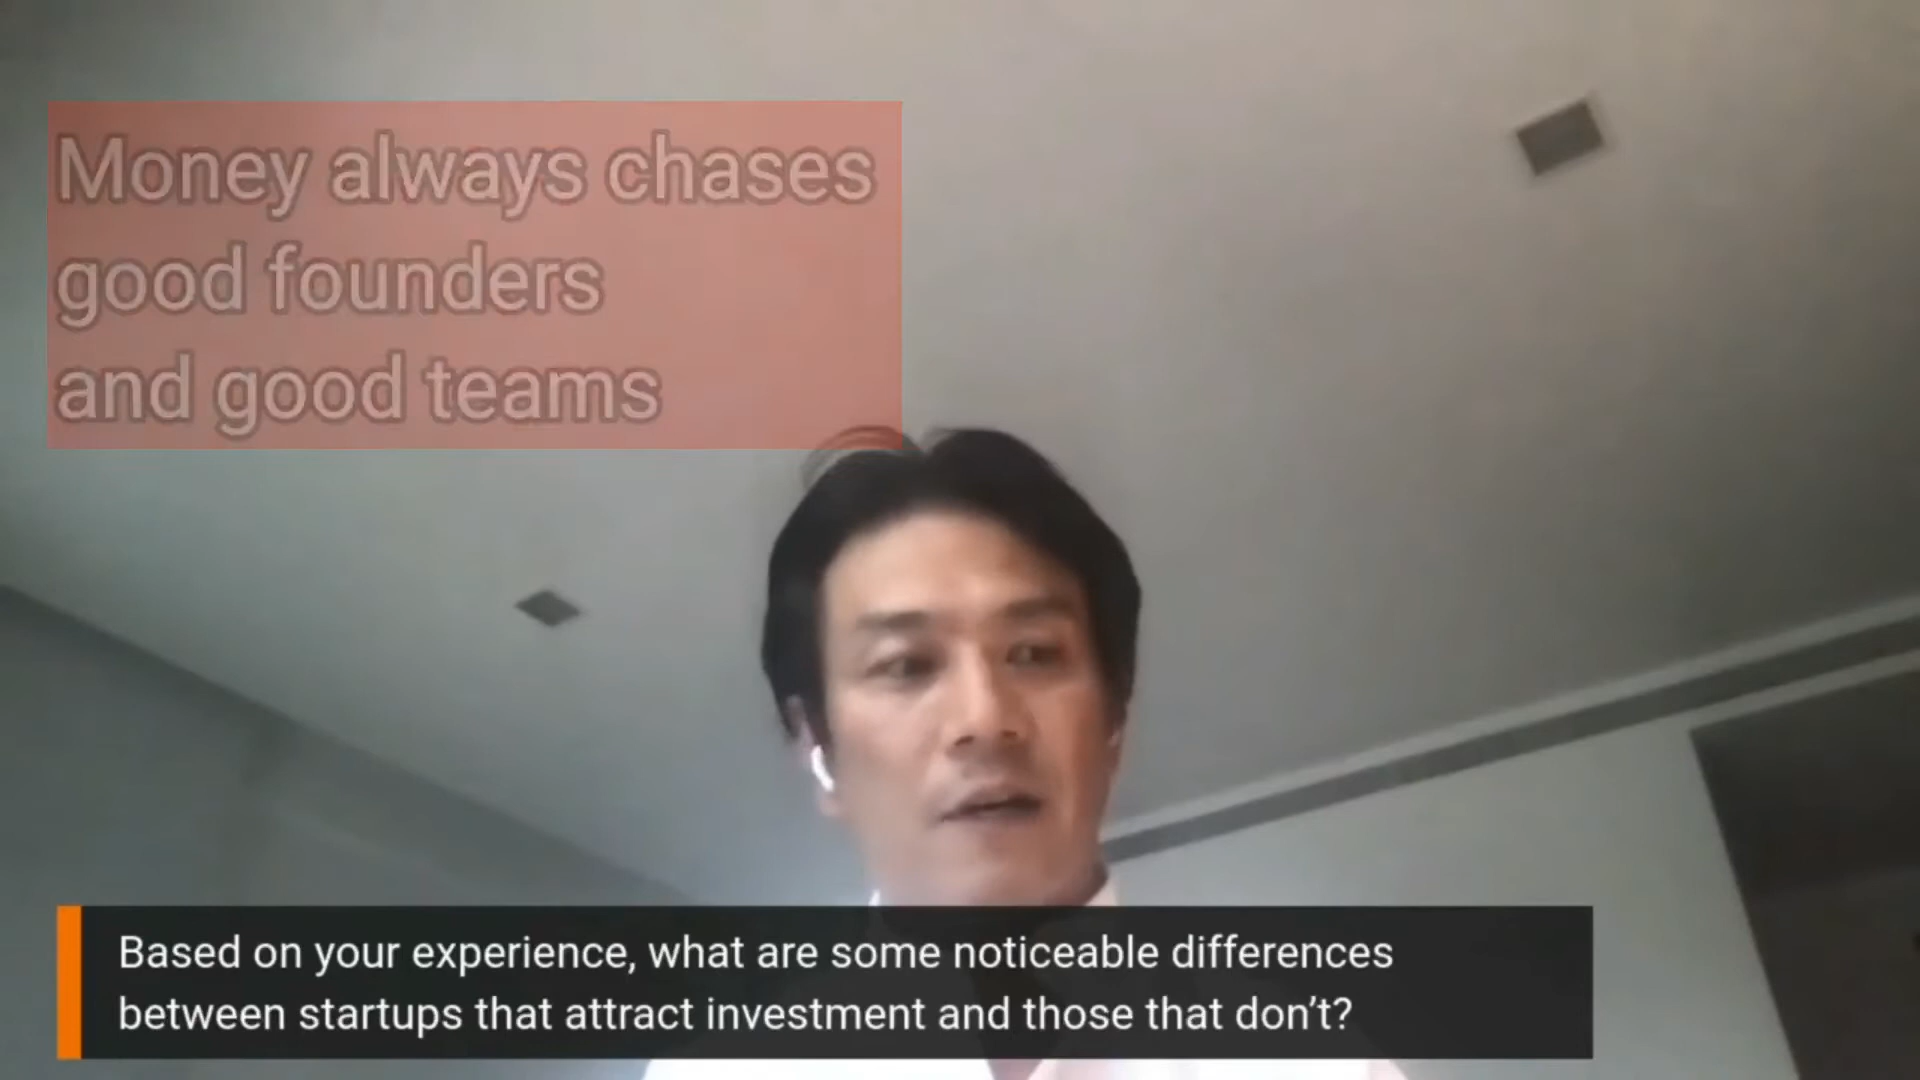 Money always chases
good founders
and good teams
Based on your experience, what are some noticeable differences
between startups that attract investment and those that don’t?